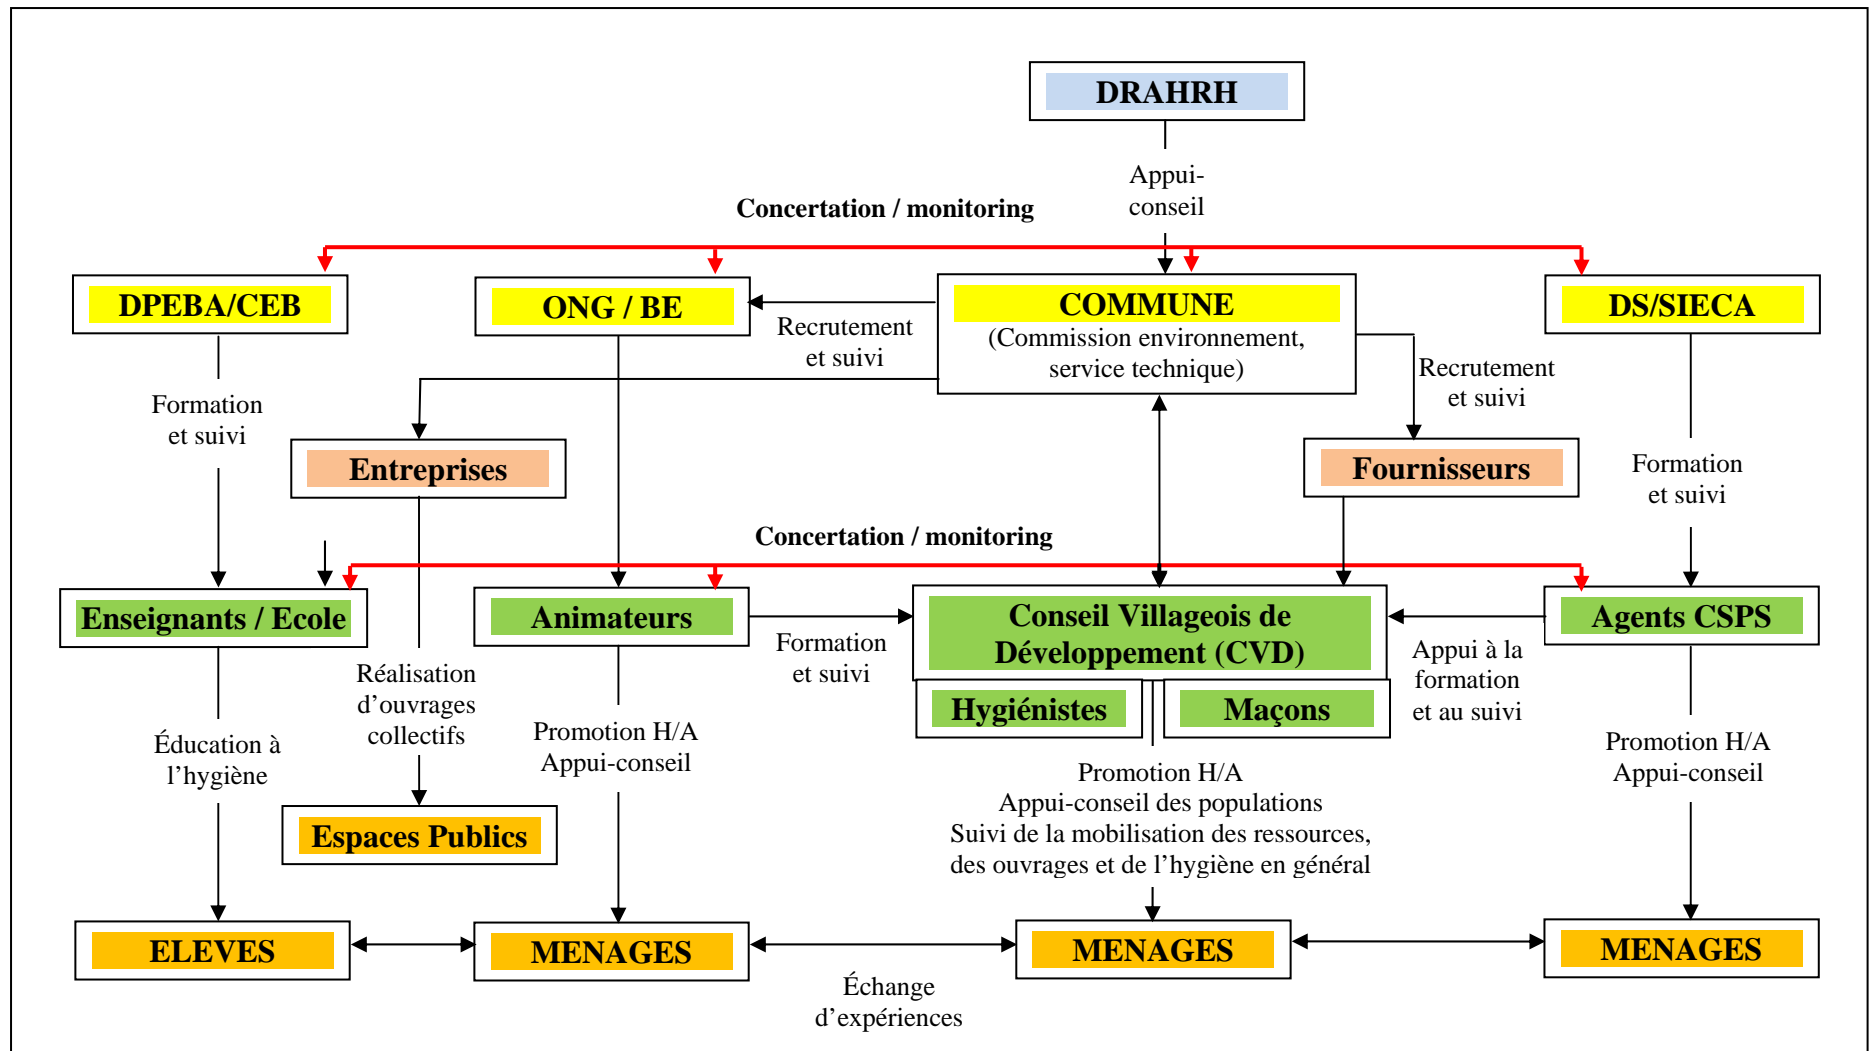 DRAHRH
Appui-
conseil
Concertation / monitoring
DPEBA/CEB
ONG / BE
COMMUNE
(Commission environnement,
service technique)
DS/SIECA
Recrutement
et suivi
Recrutement
et suivi
Formation
et suivi
Entreprises
Fournisseurs
Formation
et suivi
Concertation / monitoring
Enseignants / Ecole
Animateurs
Conseil Villageois de
Développement (CVD)
Agents CSPS
Formation
et suivi
Appui à la
formation
et au suivi
Réalisation
d’ouvrages
collectifs
Hygiénistes
Maçons
Éducation à
l’hygiène
Promotion H/A
Appui-conseil
Promotion H/A
Appui-conseil des populations
Suivi de la mobilisation des ressources,
des ouvrages et de l’hygiène en général
Promotion H/A
Appui-conseil
Espaces Publics
ELEVES
MENAGES
MENAGES
MENAGES
Échange
d’expériences